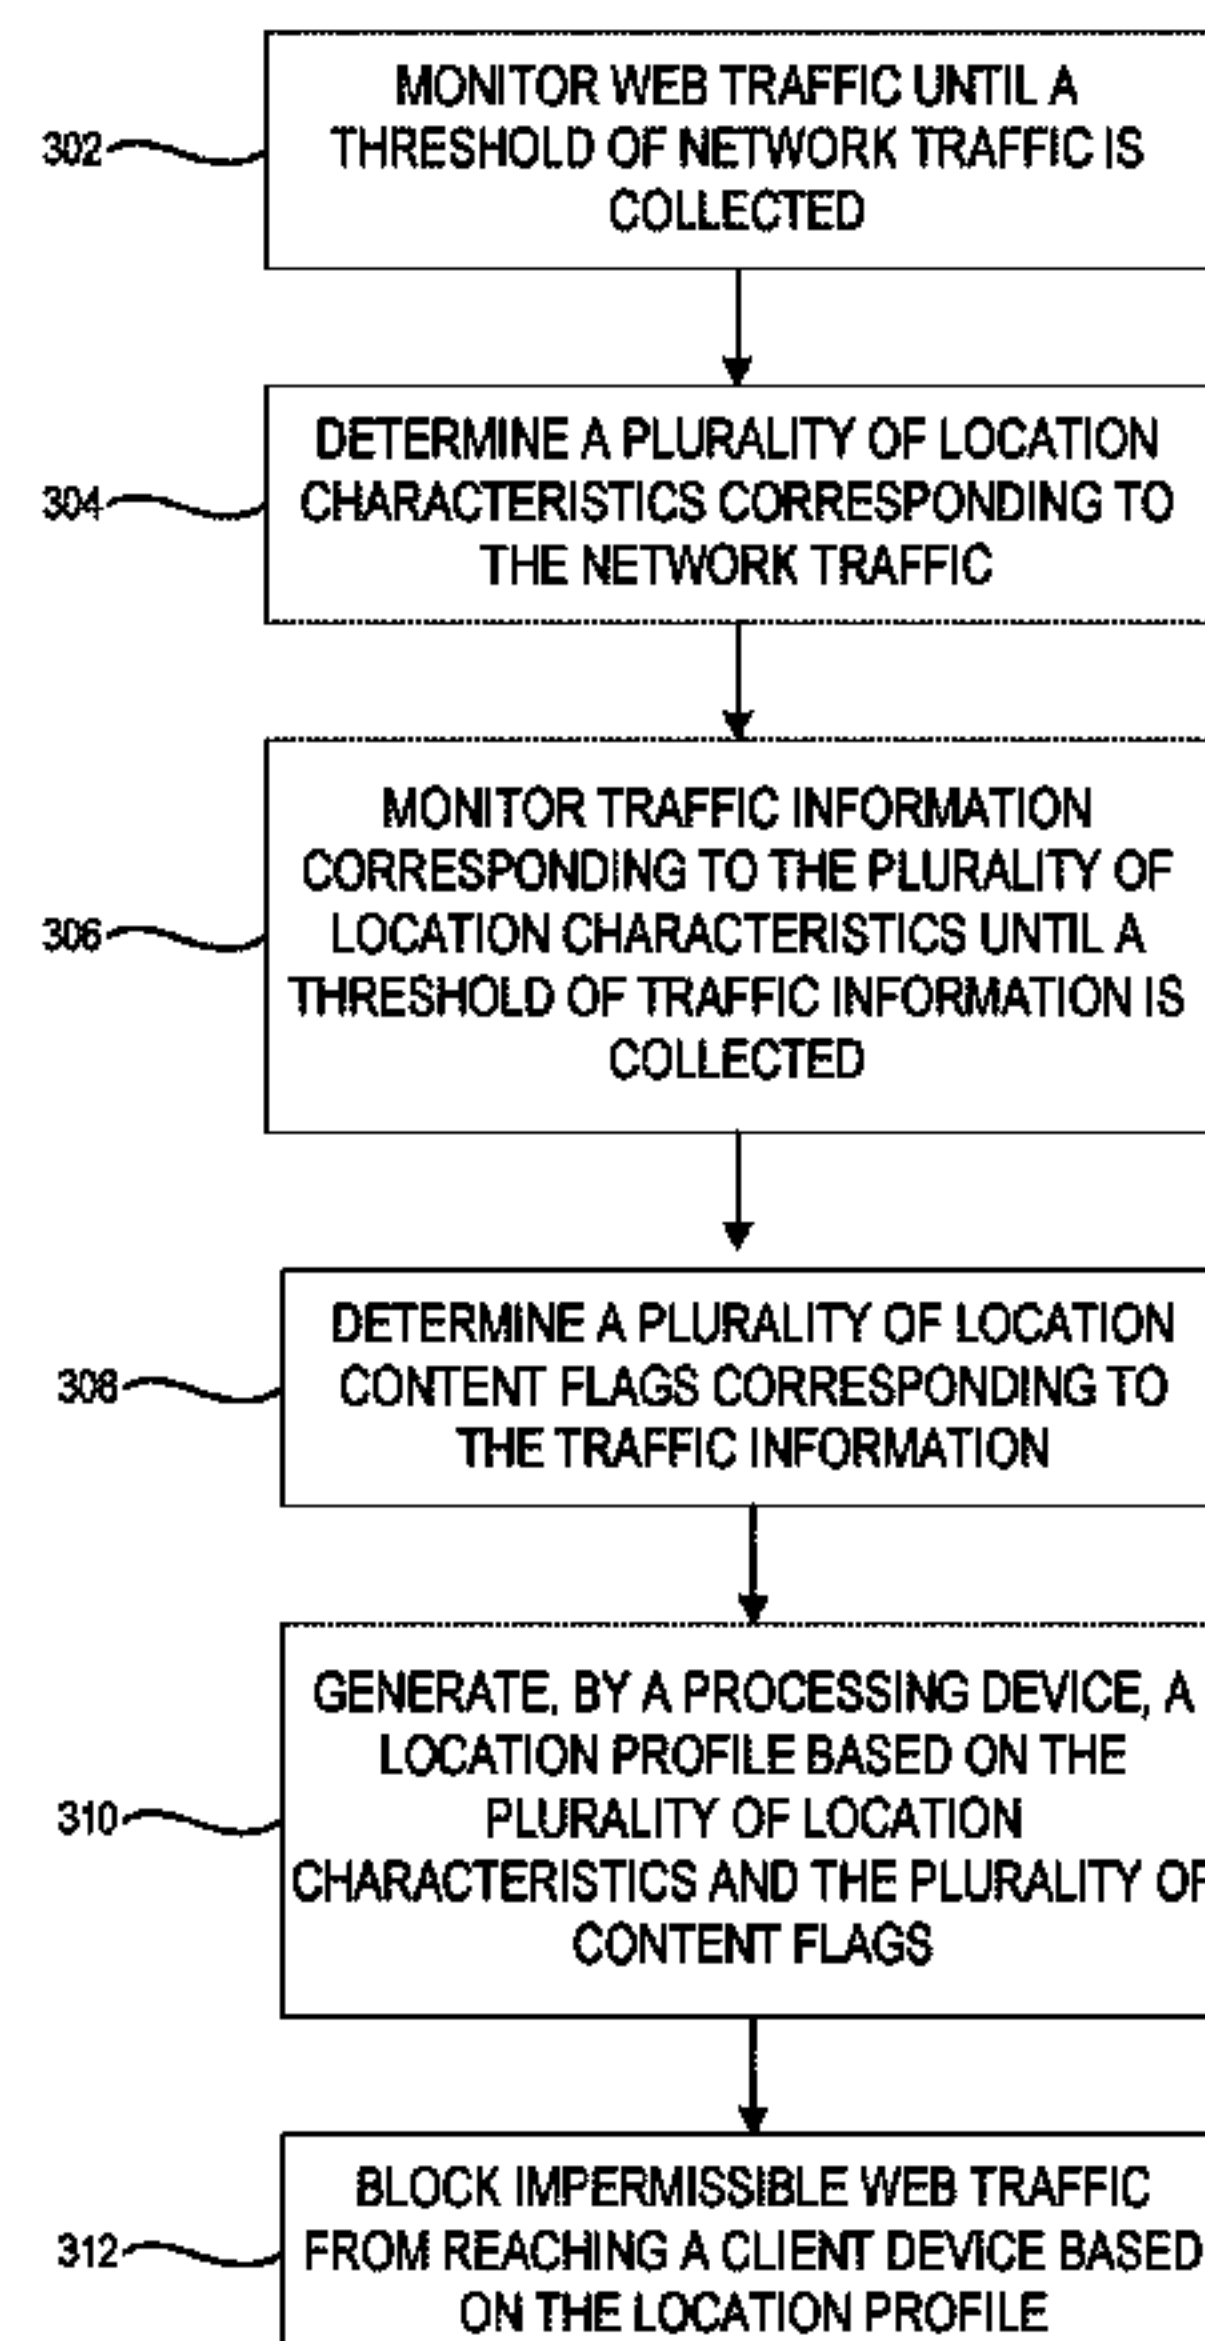 MONITOR WEB TRAFFIC UNTIL A
302
THRESHOLD OF NETWORK TRAFFIC IS
COLLECTED
DETERMINE A PLURALITY OF LOCATION
304
CHARACTERISTICS CORRESPONDING TO
THE NETWORK TRAFFIC
MONITOR TRAFFIC INFORMATION
CORRESPONDING TO THE PLURALITY OF
306
LOCATION CHARACTERISTICS UNTIL A
THRESHOLD OF TRAFFIC INFORMATION IS
COLLECTED
DETERMINE A PLURALITY OF LOCATION
308
CONTENT FLAGS CORRESPONDING TO
THE TRAFFIC INFORMATION
GENERATE, BY A PROCESSING DEVICE, A
LOCATION PROFILE BASED ON THE
310
PLURALITY OF LOCATION
CHARACTERISTICS AND THE PLURALITY OF
CONTENT FLAGS
BLOCK IMPERMISSIBLE WEB TRAFFIC
312
FROM REACHING A CLIENT DEVICE BASED
ON THE LOCATION PROFILE